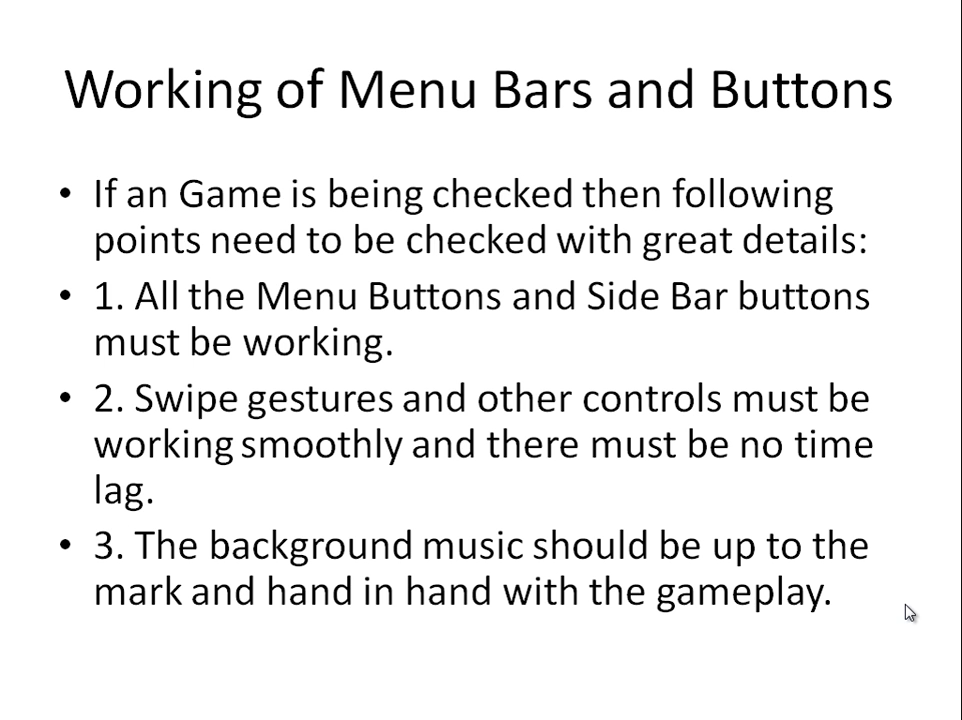 Working of Menu Bars and Buttons
• If an Game is being checked then following
points need to be checked with great details:
• 1. All the Menu Buttons and Side Bar buttons
must be working.
• 2. Swipe gestures and other controls must be
working smoothly and there must be no time
lag.
• 3. The background music should be up to the
mark and hand in hand with the gameplay.